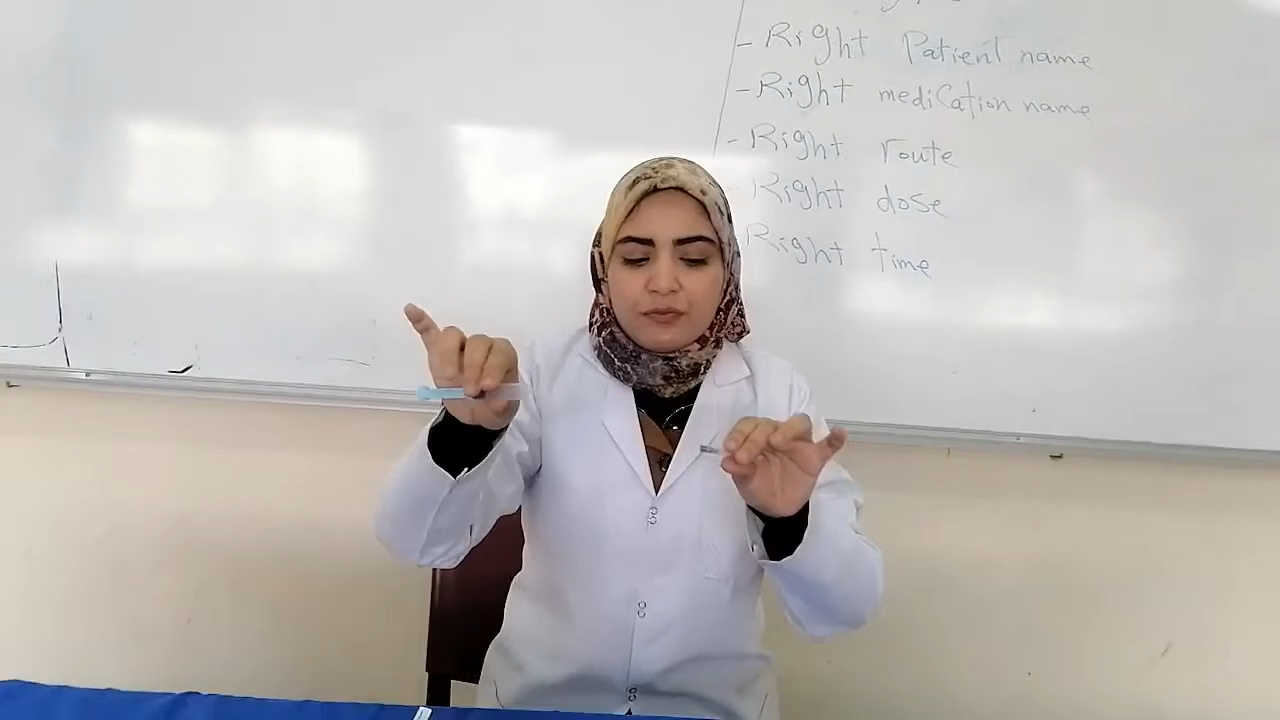 - Right Patient name
- Right medication name
- Right route
- Right dose
Right time